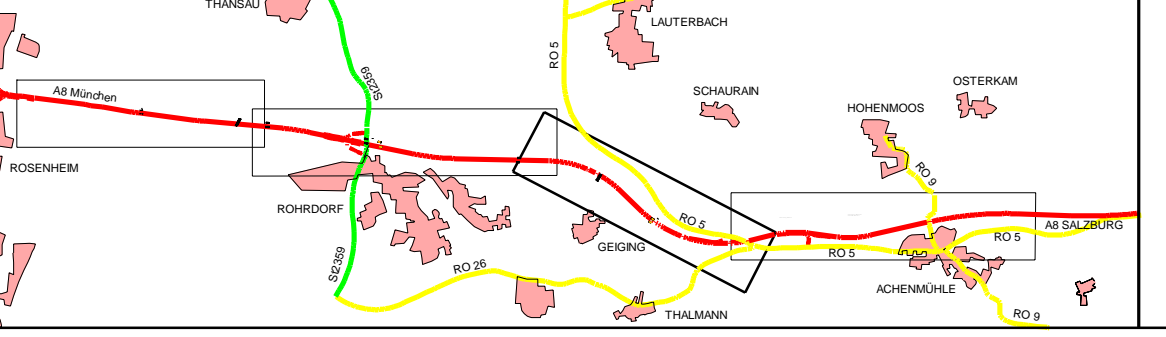 THANSAU
LAUTERBACH
RO 5
St2359
OSTERKAM
SCHAURAIN
A8 München
HOHENMOOS
ROSENHEIM
RO 9
ROHRDORF
RO 5
A8 SALZBURG
GEIGING
RO 5
RO 5
St2359
RO 26
ACHENMÜHLE
THALMANN
RO 9